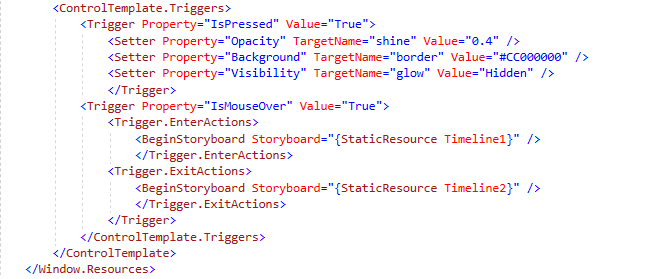 <ControlTemplate.Triggers>
<Trigger Property="IsPressed" Value="True">
<Setter Property="Opacity" TargetName="shine" Value="0.4" />
<Setter Property="Background" TargetName="border" Value="#CC000000" />
<Setter Property="Visibility" TargetName="glow" Value="Hidden" />
</Trigger>
<Trigger Property="IsMouseOver" Value="True">
<Trigger.EnterActions>
<BeginStoryboard Storyboard="{StaticResource Timeline1}" />
</Trigger.EnterActions>
<Trigger.ExitActions>
<BeginStoryboard Storyboard="{StaticResource Timeline2}" />
</Trigger.ExitActions>
</Trigger>
</ControlTemplate.Triggers>
</ControlTemplate>
</Window.Resources>